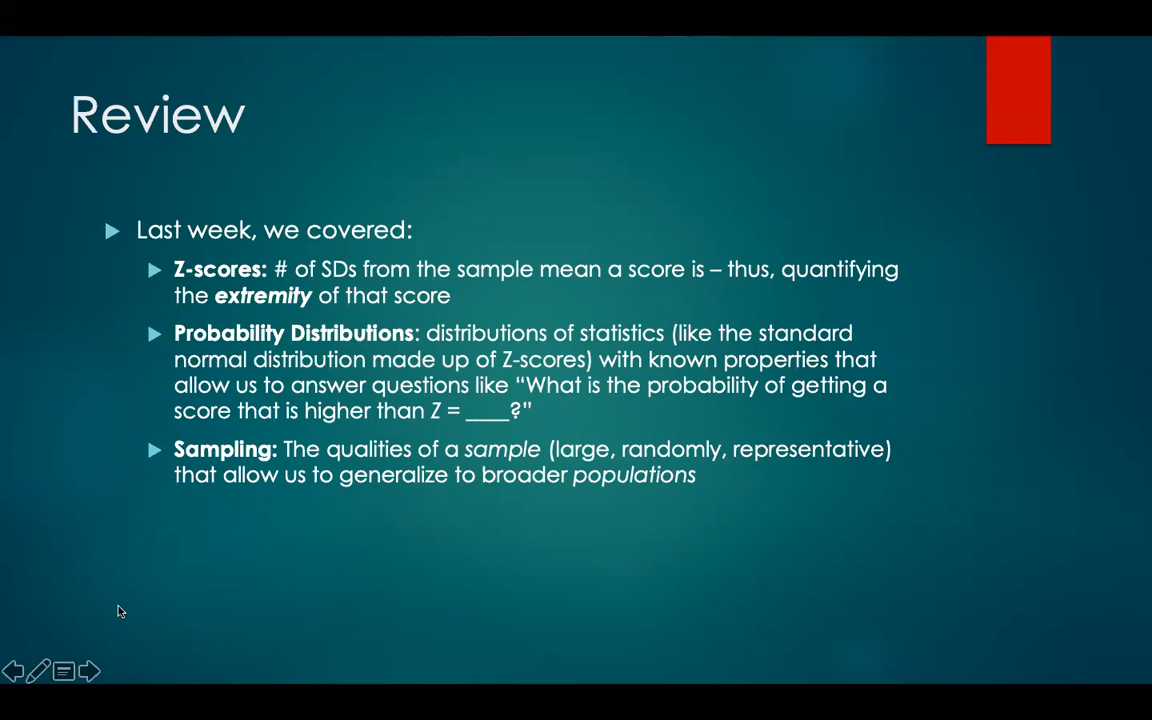 Review
Last week, we covered:
Z-scores: # of SDs from the sample mean a score is – thus, quantifying
the extremity of that score
Probability Distributions: distributions of statistics (like the standard
normal distribution made up of Z-scores) with known properties that
allow us to answer questions like “What is the probability of getting a
score that is higher than Z = ____?”
Sampling: The qualities of a sample (large, randomly, representative)
that allow us to generalize to broader populations